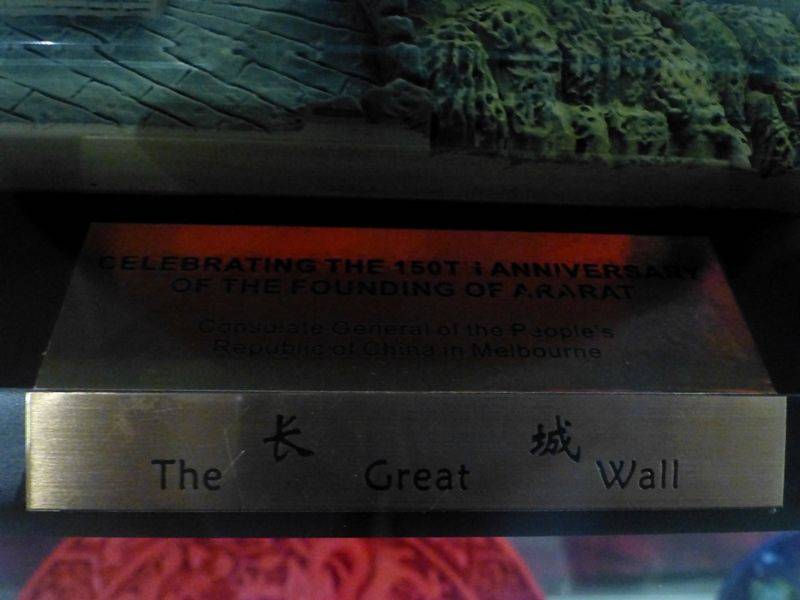 CELEBRATING THE 150TH ANNIVERSARY
OF THE FOUNDING OF ARARAT
Consulate General of the People's
Republic of China in Melbourne
长 城
The Great Wall